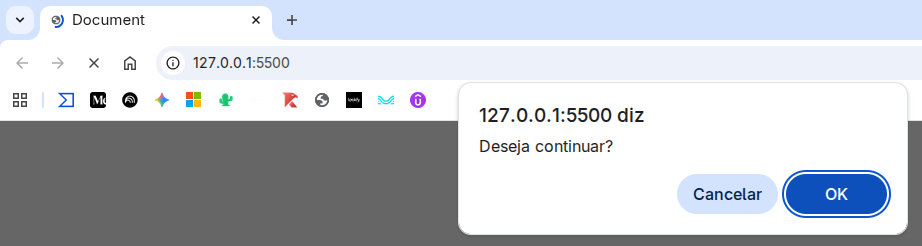 Document
127.0.0.1:5500
127.0.0.1:5500 diz
Deseja continuar?
Cancelar
OK